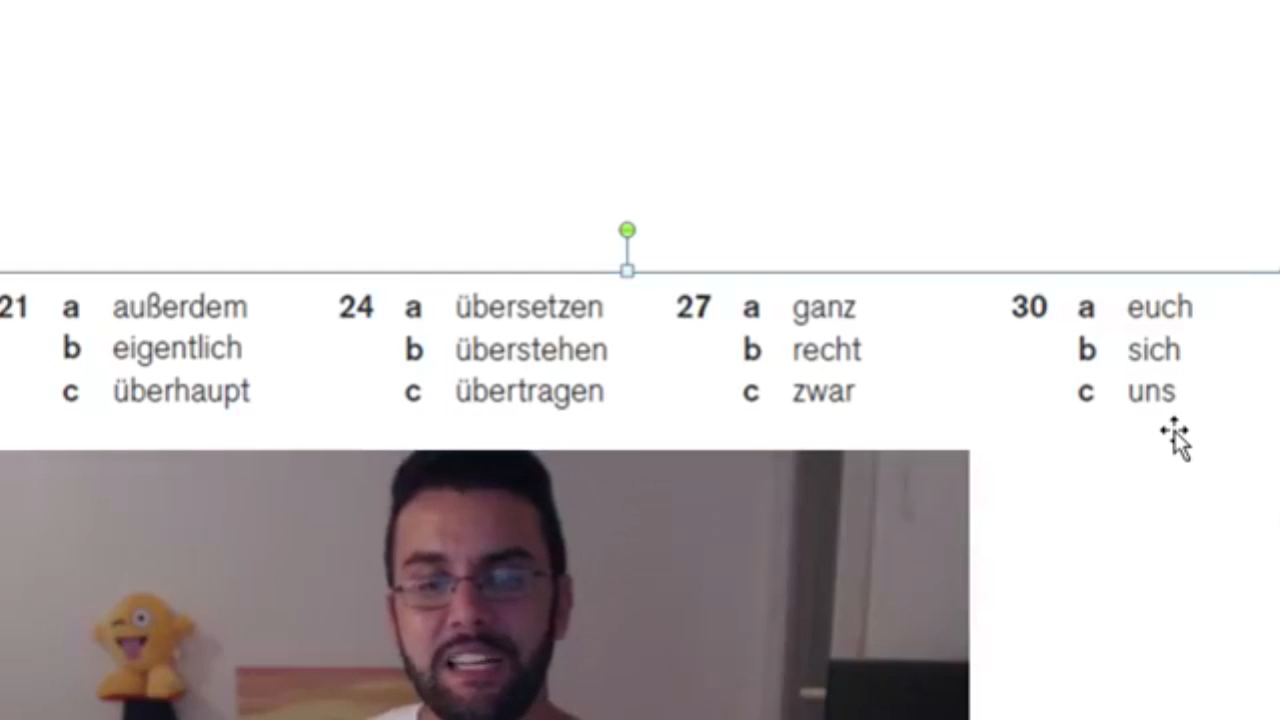 21 a außerdem 24 a übersetzen 27 a ganz 30 a euch
b eigentlich b überstehen b recht b sich
c überhaupt c übertragen c zwar c uns